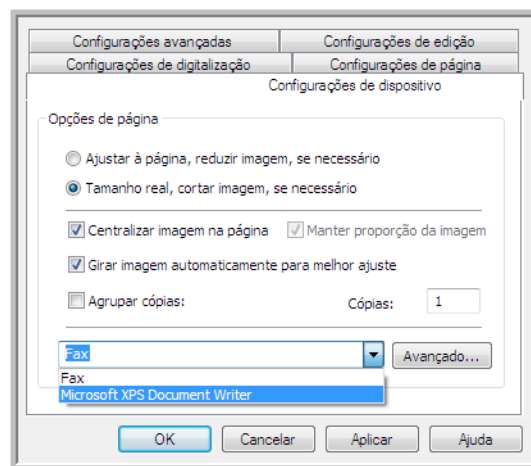 Configurações avançadas
Configurações de edição
Configurações de digitalização
Configurações de página
Configurações de dispositivo
Opções de página
Ajustar à página, reduzir imagem, se necessário
Tamanho real, cortar imagem, se necessário
Centralizar imagem na página
Manter proporção da imagem
Girar imagem automaticamente para melhor ajuste
Agrupar cópias:
Cópias:
1
Fax
Avançado...
Fax
Microsoft XPS Document Writer
OK
Cancelar
Aplicar
Ajuda